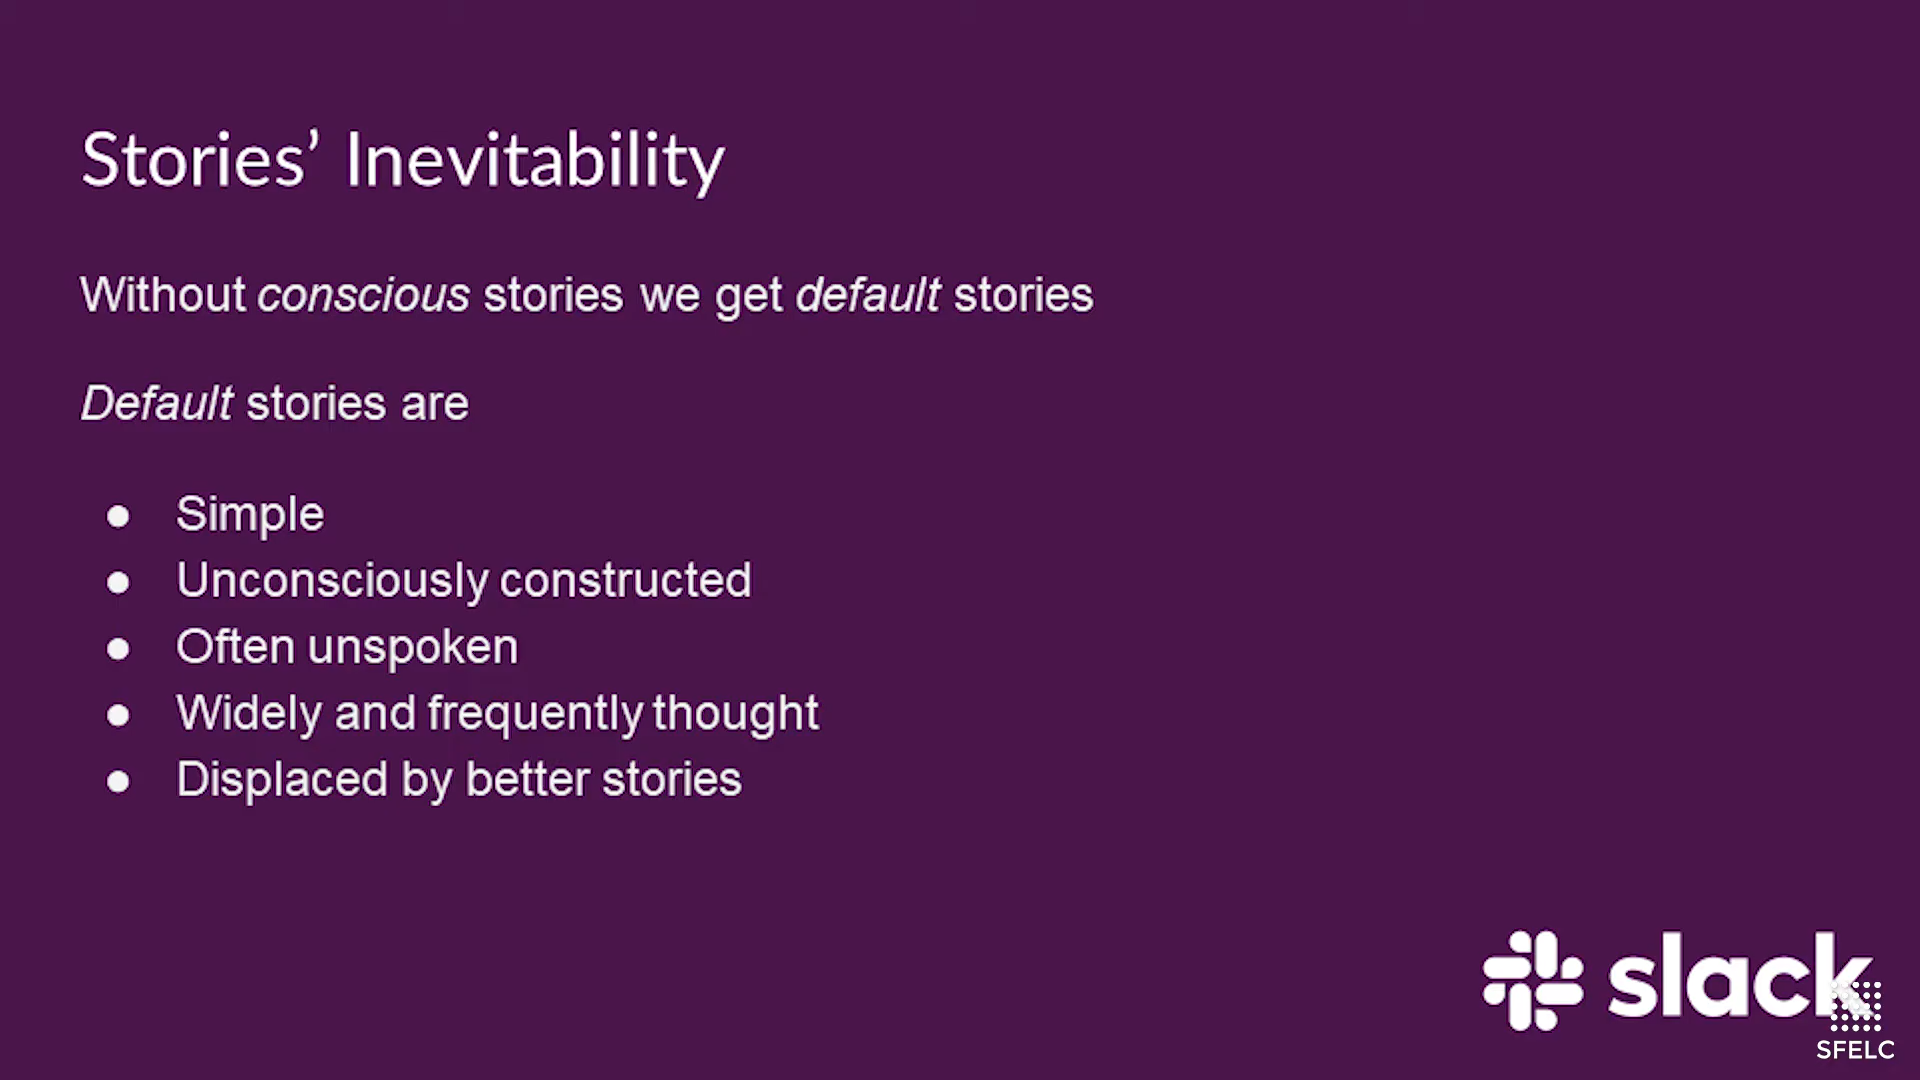 Stories’ Inevitability
Without conscious stories we get default stories
Default stories are
● Simple
● Unconsciously constructed
● Often unspoken
● Widely and frequently thought
● Displaced by better stories
slack
SFELC